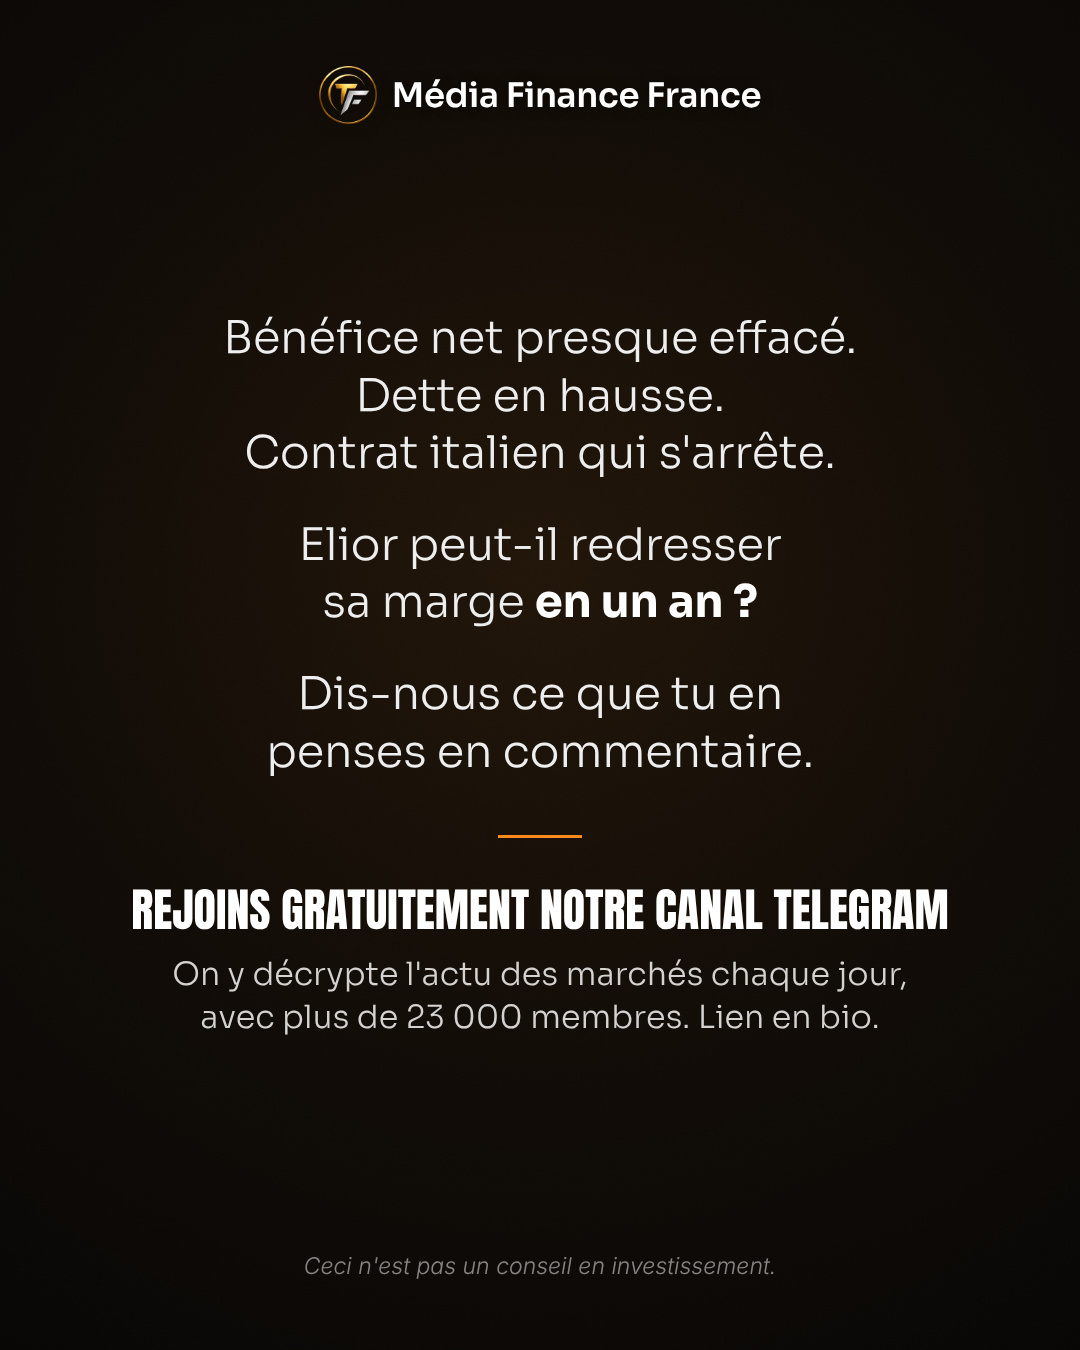 TF Média Finance France
Bénéfice net presque effacé.
Dette en hausse.
Contrat italien qui s'arrête.
Elior peut-il redresser
sa marge en un an ?
Dis-nous ce que tu en
penses en commentaire.
REJOINS GRATUITEMENT NOTRE CANAL TELEGRAM
On y décrypte l'actu des marchés chaque jour,
avec plus de 23 000 membres. Lien en bio.
Ceci n'est pas un conseil en investissement.